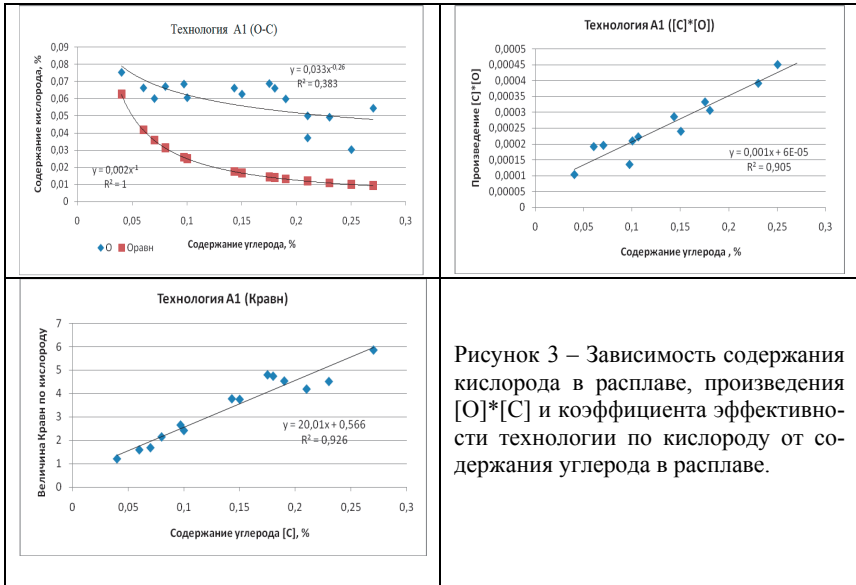 Технология А1 (О-С)
Содержание кислорода, %
0,09
0,08
0,07
0,06
0,05
0,04
0,03
0,02
0,01
0
y = 0,033x^-0,26
R² = 0,383
y = 0,002x^-1
R² = 1
0 0,05 0,1 0,15 0,2 0,25 0,3
О Оравн
Содержание углерода, %
Технология А1 ([С]*[О])
Произведение [С]*[О]
0,0005
0,00045
0,0004
0,00035
0,0003
0,00025
0,0002
0,00015
0,0001
0,00005
0
y = 0,001x + 6E-05
R² = 0,905
0 0,05 0,1 0,15 0,2 0,25 0,3
Содержание углерода , %
Технология А1 (Кравн)
Величина Кравн по кислороду
7
6
5
4
3
2
1
0
y = 20,01x + 0,566
R² = 0,926
0 0,05 0,1 0,15 0,2 0,25 0,3
Содержание углерода [С], %
Рисунок 3 – Зависимость содержания
кислорода в расплаве, произведения
[О]*[С] и коэффициента эффективно-
сти технологии по кислороду от со-
держания углерода в расплаве.